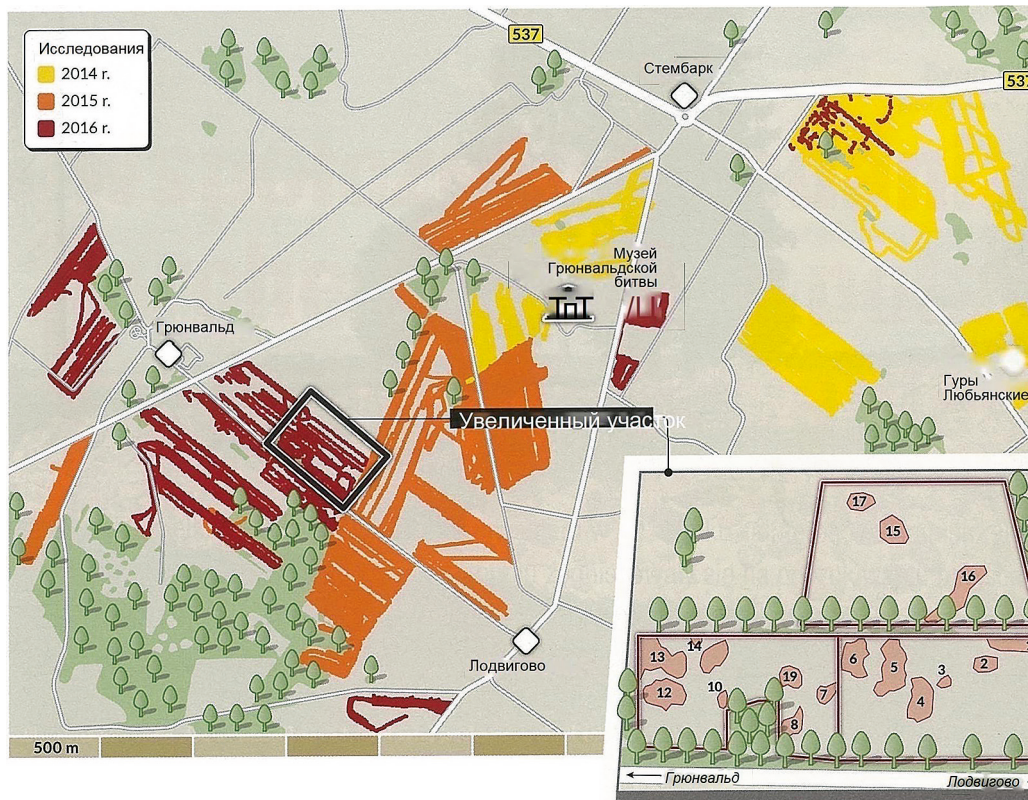 Исследования
2014 г.
2015 г.
2016 г.
537
Стембарк
537
Музей
Грюнвальдской
битвы
Грюнвальд
Гуры
Любьянские
Увеличенный участок
Лодвигово
500 m
17
15
16
13
14
12
10
19
7
8
6
5
4
3
2
Грюнвальд
Лодвигово